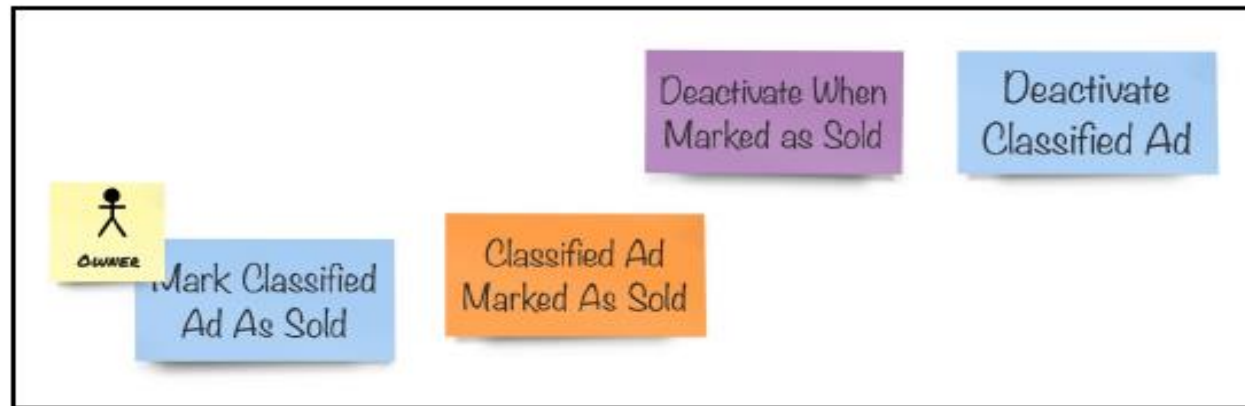 Deactivate When
Marked as Sold
Deactivate
Classified Ad
OWNER
Mark Classified
Ad As Sold
Classified Ad
Marked As Sold